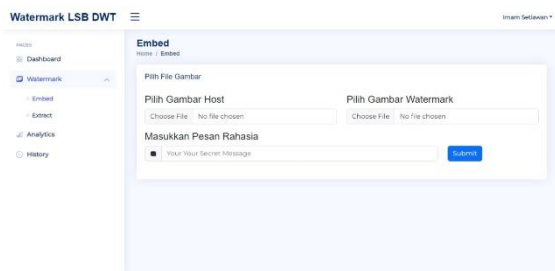 Watermark LSB DWT
Imam Setiawan
PAGES
Dashboard
Watermark
Embed
Extract
Analytics
History
Embed
Home / Embed
Pilih File Gambar
Pilih Gambar Host
Choose File No file chosen
Pilih Gambar Watermark
Choose File No file chosen
Masukkan Pesan Rahasia
Your Your Secret Message
Submit